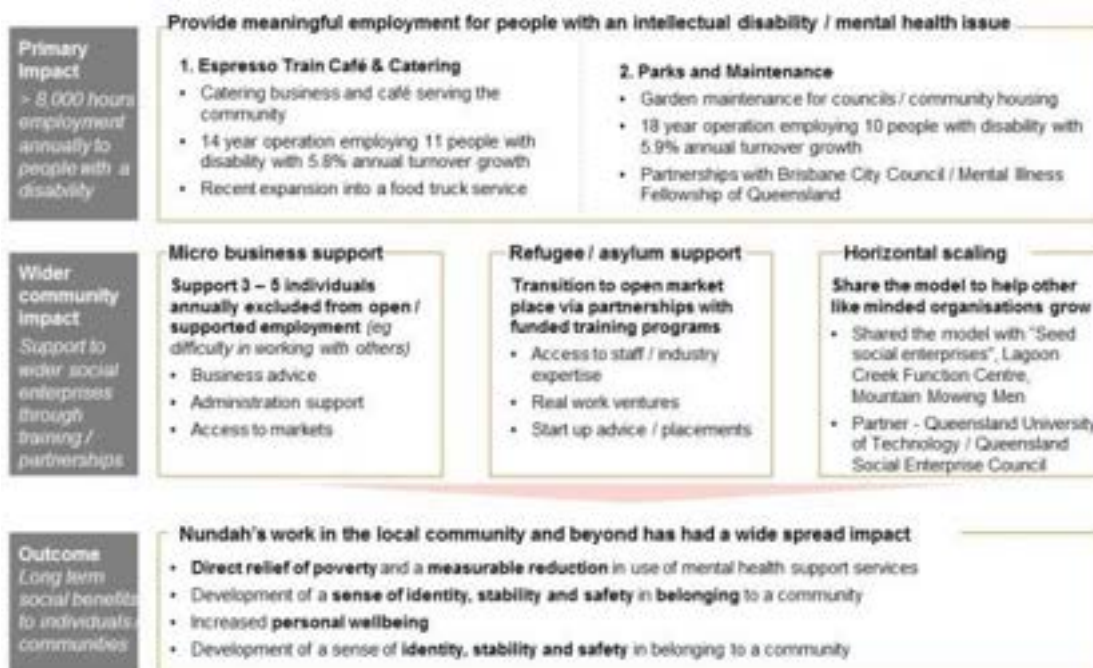 Provide meaningful employment for people with an intellectual disability / mental health issue
Primary
Impact
> 8,000 hours
employment
annually to
people with a
disability
1. Espresso Train Café & Catering
• Catering business and café serving the
community
• 14 year operation employing 11 people with
disability with 5.8% annual turnover growth
• Recent expansion into a food truck service
2. Parks and Maintenance
• Garden maintenance for councils / community housing
• 18 year operation employing 10 people with disability with
5.9% annual turnover growth
• Partnerships with Brisbane City Council / Mental Illness
Fellowship of Queensland
Wider
community
impact
Support to
wider social
enterprises
through
training /
partnerships
Micro business support
Support 3 – 5 individuals
annually excluded from open /
supported employment (eg
difficulty in working with others)
• Business advice
• Administration support
• Access to markets
Refugee / asylum support
Transition to open market
place via partnerships with
funded training programs
• Access to staff / industry
expertise
• Real work ventures
• Start up advice / placements
Horizontal scaling
Share the model to help other
like minded organisations grow
• Shared the model with "Seed
social enterprises", Lagoon
Creek Function Centre,
Mountain Mowing Men
• Partner - Queensland University
of Technology / Queensland
Social Enterprise Council
Outcome
Long term
social benefits
to individuals /
communities
Nundah's work in the local community and beyond has had a wide spread impact
• Direct relief of poverty and a measurable reduction in use of mental health support services
• Development of a sense of identity, stability and safety in belonging to a community
• Increased personal wellbeing
• Development of a sense of identity, stability and safety in belonging to a community